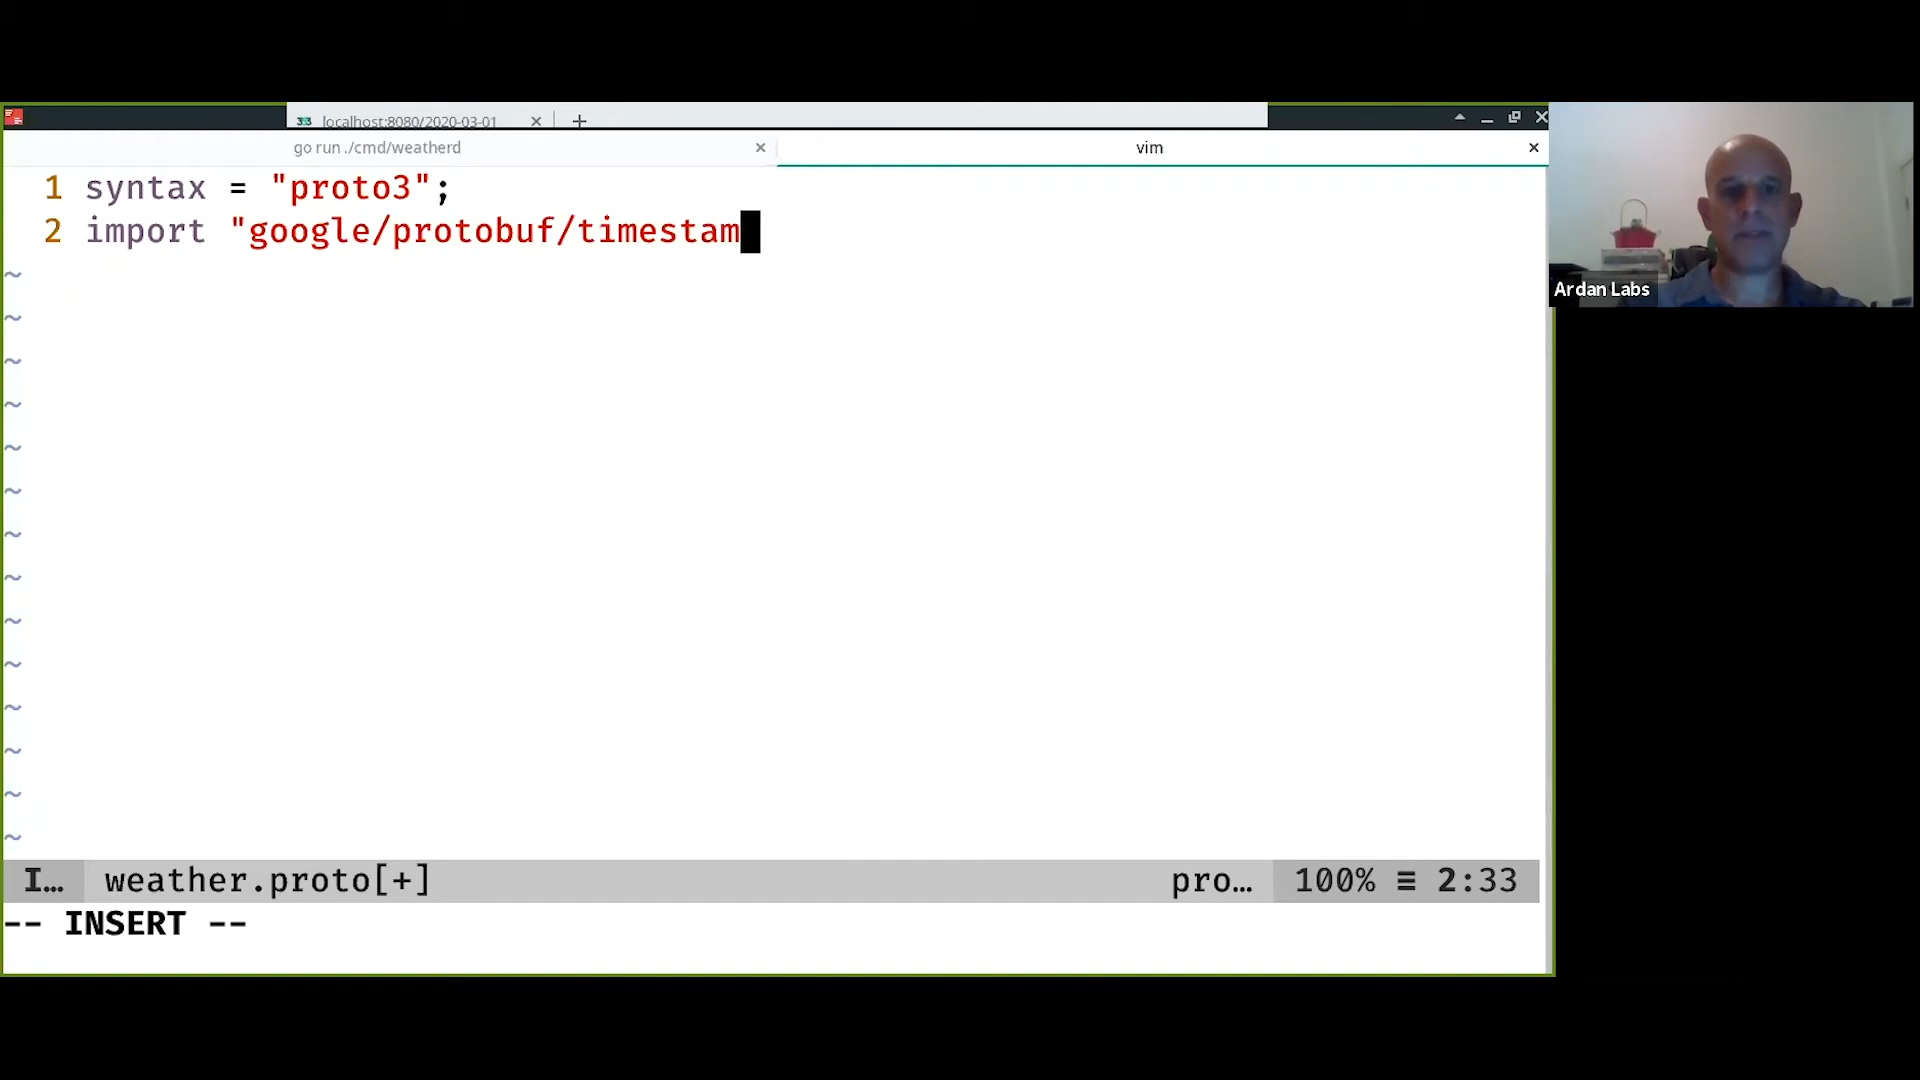 localhost:8080/2020-03-01
go run ./cmd/weatherd
vim
1 syntax = "proto3";
2 import "google/protobuf/timestam
~
~
~
~
~
~
~
~
~
~
~
~
~
~
I… weather.proto[+] pro… 100% ≡ 2:33
-- INSERT --
Ardan Labs